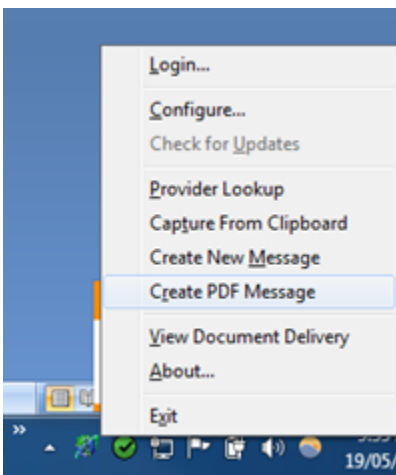 Login...
Configure...
Check for Updates
Provider Lookup
Capture From Clipboard
Create New Message
Create PDF Message
View Document Delivery
About...
Exit
»
19/05/